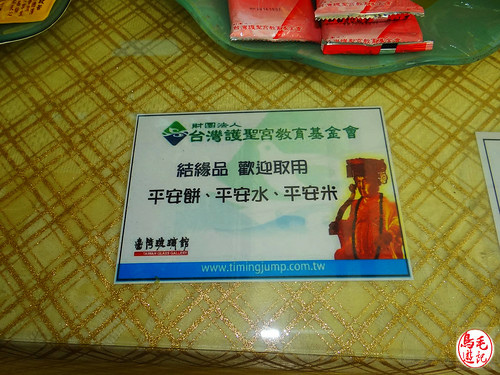 財團法人
台灣護聖宮教育基金會
結緣品 歡迎取用
平安餅、平安水、平安米
臺灣玻璃館
TAIWAN GLASS GALLERY
www.timingjump.com.tw
鳥毛
遊記